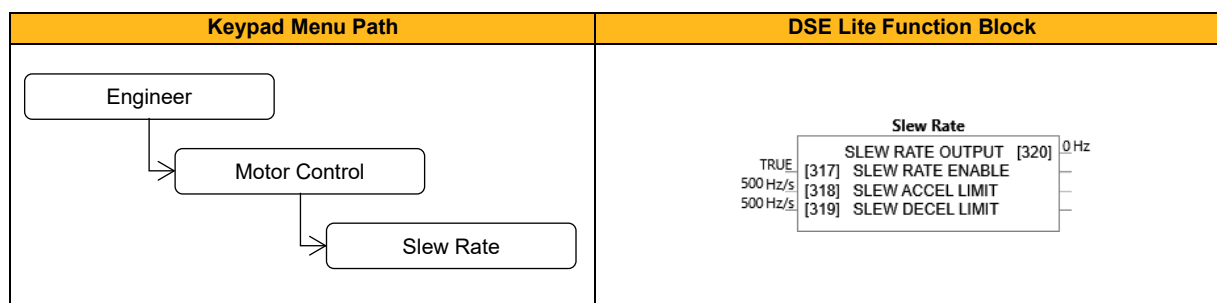 Keypad Menu Path
DSE Lite Function Block
Engineer
Motor Control
Slew Rate
Slew Rate
SLEW RATE OUTPUT [320] 0 Hz
TRUE [317] SLEW RATE ENABLE
500 Hz/s [318] SLEW ACCEL LIMIT
500 Hz/s [319] SLEW DECEL LIMIT